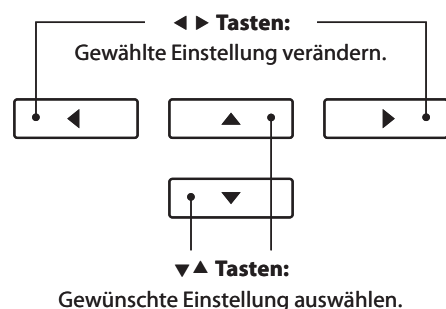 ◀ ▶ Tasten:
Gewählte Einstellung verändern.
◀ ▲ ▶
▼
▼▲ Tasten:
Gewünschte Einstellung auswählen.